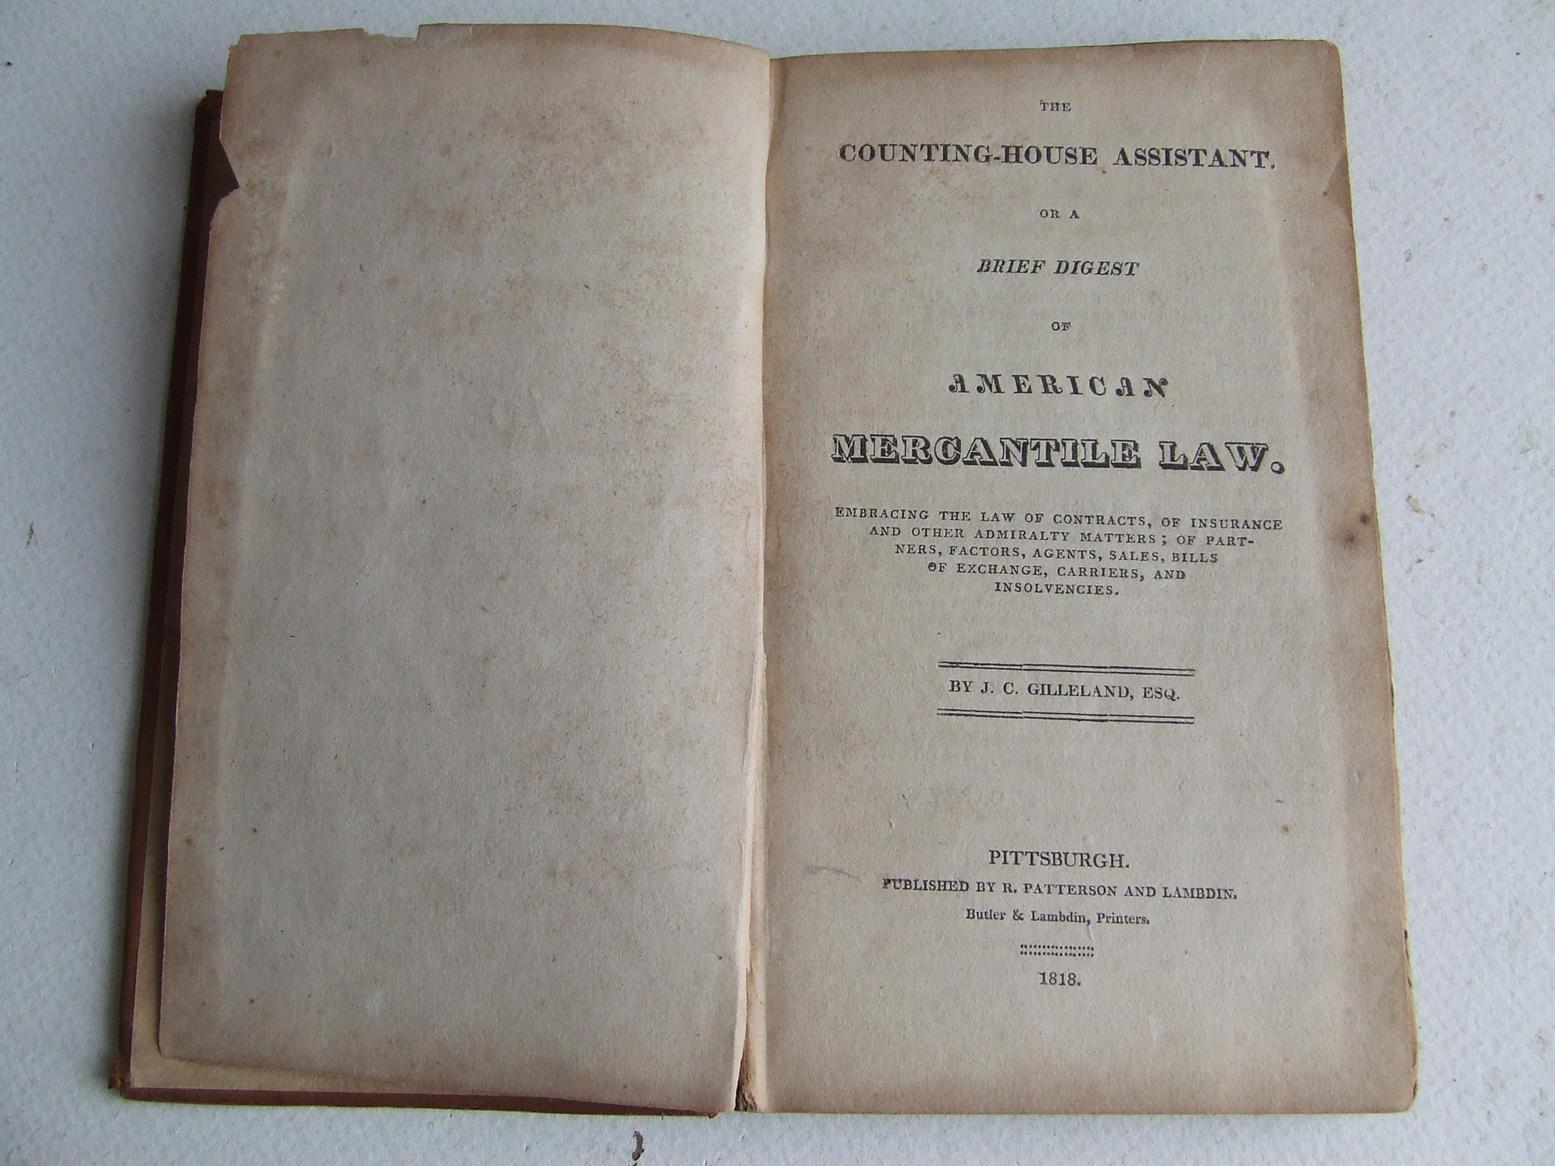 THE
COUNTING-HOUSE ASSISTANT.
OR A
BRIEF DIGEST
OF
AMERICAN
MERCANTILE LAW.
EMBRACING THE LAW OF CONTRACTS, OF INSURANCE
AND OTHER ADMIRALTY MATTERS; OF PART-
NERS, FACTORS, AGENTS, SALES, BILLS
OF EXCHANGE, CARRIERS, AND
INSOLVENCIES.
BY J. C. GILLELAND, ESQ.
PITTSBURGH.
PUBLISHED BY R. PATTERSON AND LAMBDIN.
Butler & Lambdin, Printers.
1818.